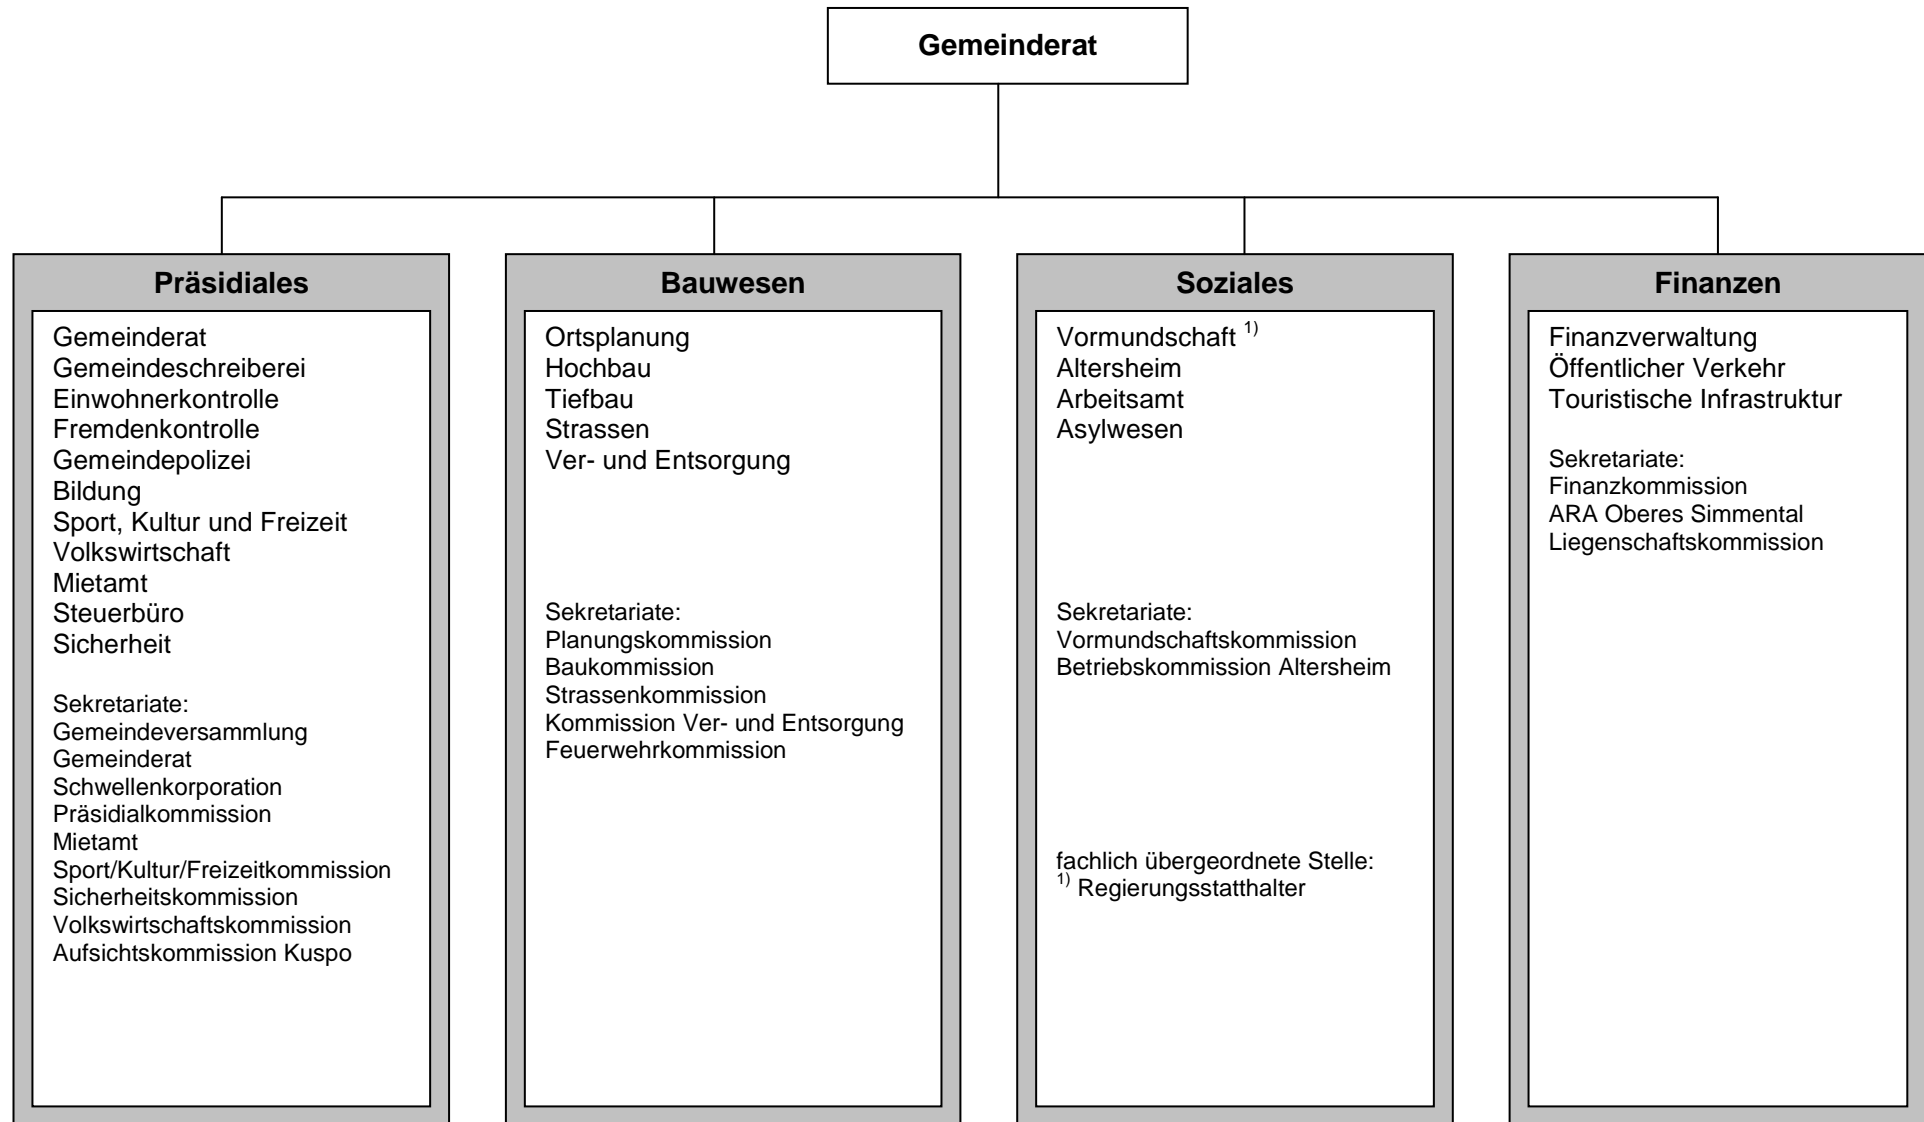 Gemeinderat
Präsidiales
Gemeinderat
Gemeindeschreiberei
Einwohnerkontrolle
Fremdenkontrolle
Gemeindepolizei
Bildung
Sport, Kultur und Freizeit
Volkswirtschaft
Mietamt
Steuerbüro
Sicherheit
Sekretariate:
Gemeindeversammlung
Gemeinderat
Schwellenkorporation
Präsidialkommission
Mietamt
Sport/Kultur/Freizeitkommission
Sicherheitskommission
Volkswirtschaftskommission
Aufsichtskommission Kuspo
Bauwesen
Ortsplanung
Hochbau
Tiefbau
Strassen
Ver- und Entsorgung
Sekretariate:
Planungskommission
Baukommission
Strassenkommission
Kommission Ver- und Entsorgung
Feuerwehrkommission
Soziales
Vormundschaft 1)
Altersheim
Arbeitsamt
Asylwesen
Sekretariate:
Vormundschaftskommission
Betriebskommission Altersheim
fachlich übergeordnete Stelle:
1) Regierungsstatthalter
Finanzen
Finanzverwaltung
Öffentlicher Verkehr
Touristische Infrastruktur
Sekretariate:
Finanzkommission
ARA Oberes Simmental
Liegenschaftskommission